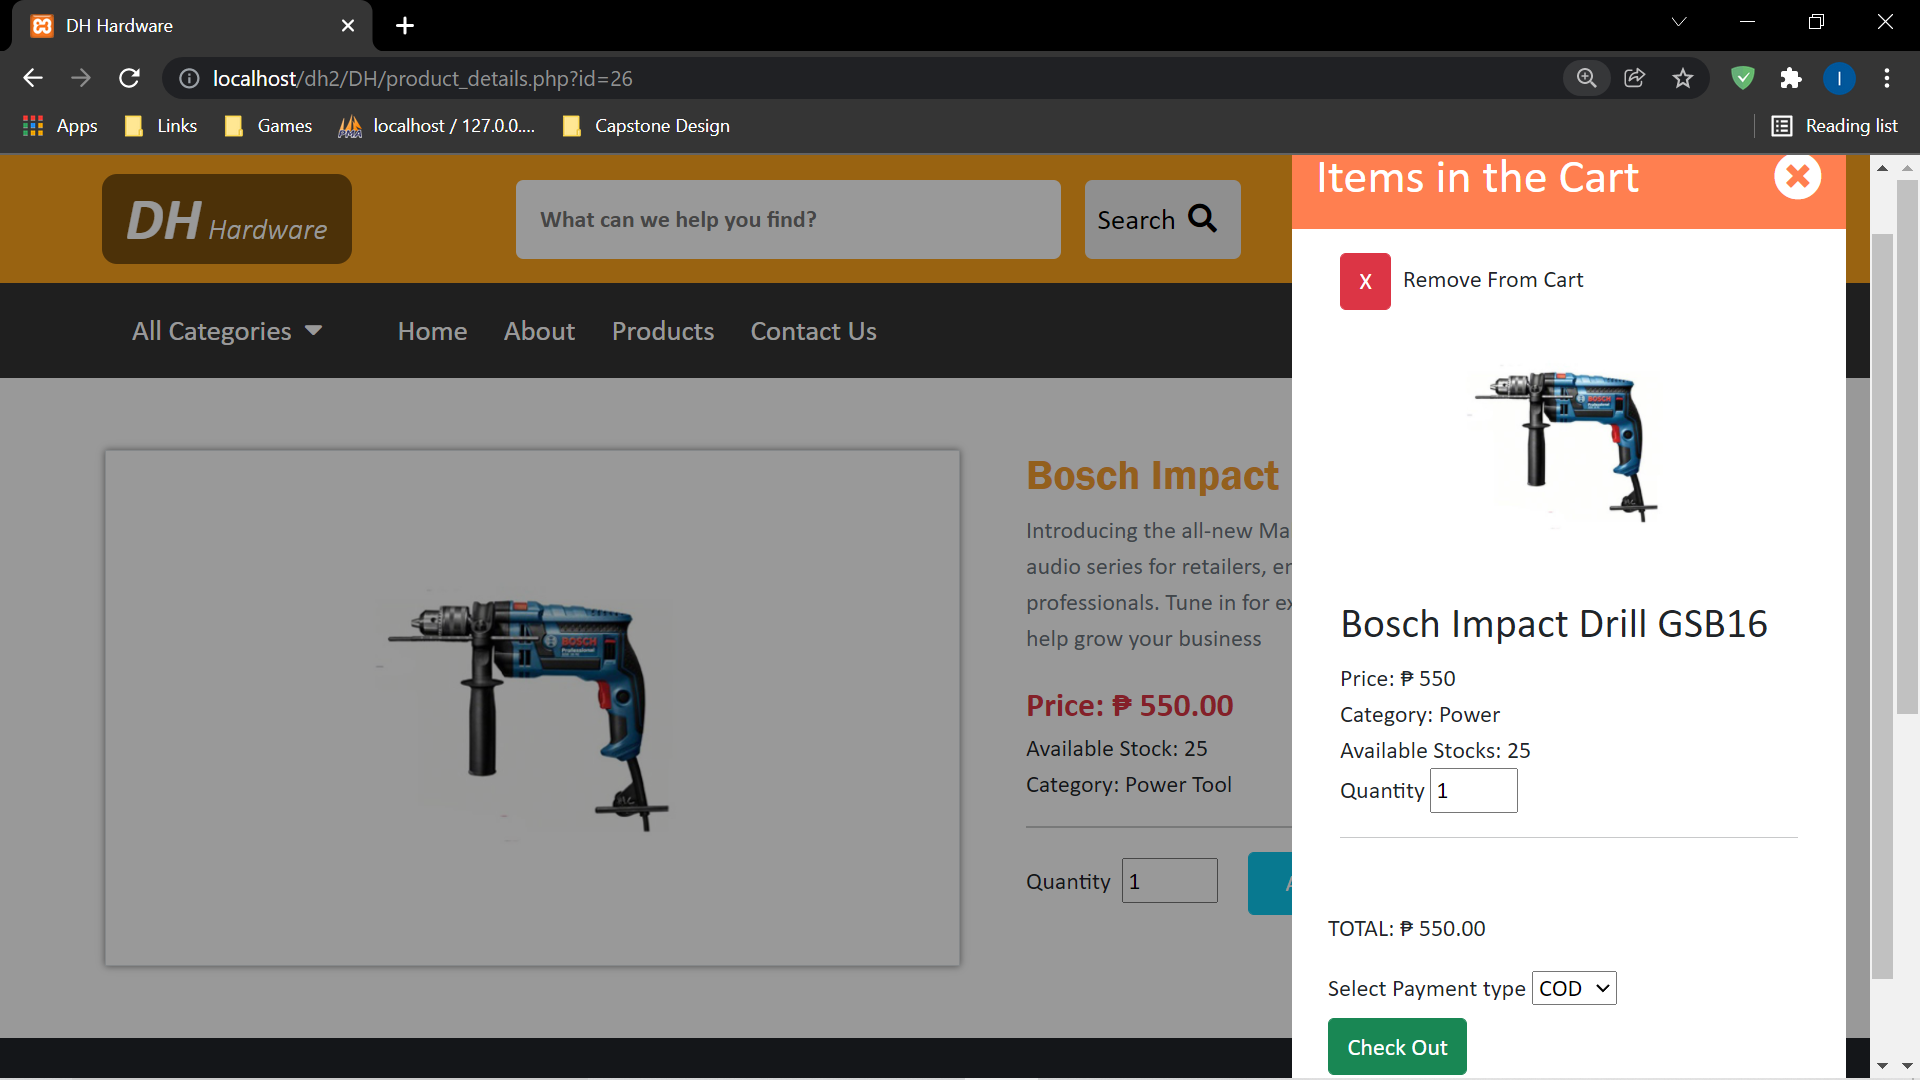 DH Hardware
localhost/dh2/DH/product_details.php?id=26
I
Apps
Links
Games
localhost / 127.0.0....
Capstone Design
Reading list
DH Hardware
What can we help you find?
Search
All Categories
Home
About
Products
Contact Us
BOSCH
Professional
Bosch Impact
Introducing the all-new Ma
audio series for retailers, er
professionals. Tune in for ex
help grow your business
Price: ₱ 550.00
Available Stock: 25
Category: Power Tool
Quantity 1
A
Items in the Cart
X Remove From Cart
BOSCH
Professional
Bosch Impact Drill GSB16
Price: ₱ 550
Category: Power
Available Stocks: 25
Quantity 1
TOTAL: ₱ 550.00
Select Payment type COD
Check Out